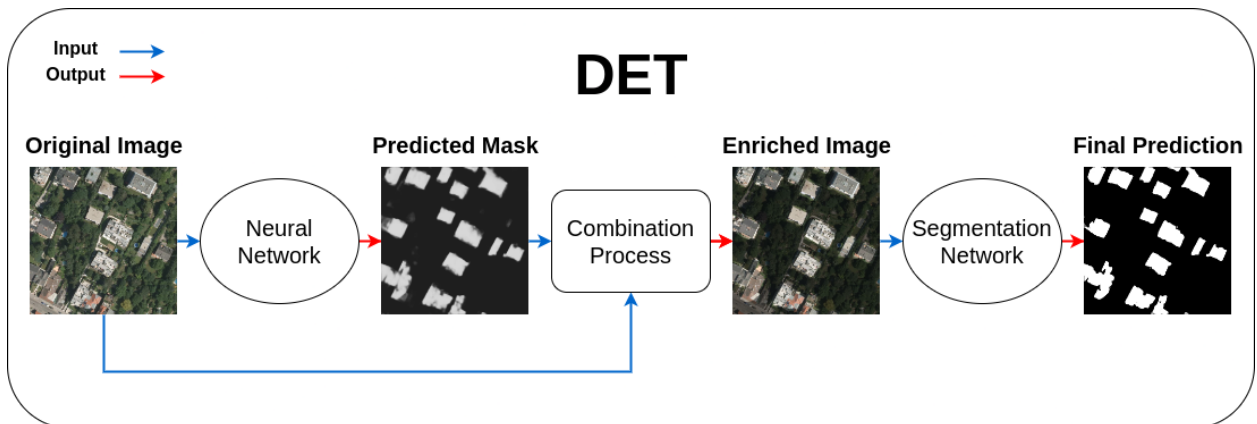 Input
Output
DET
Original Image
Predicted Mask
Enriched Image
Final Prediction
Neural
Network
Combination
Process
Segmentation
Network